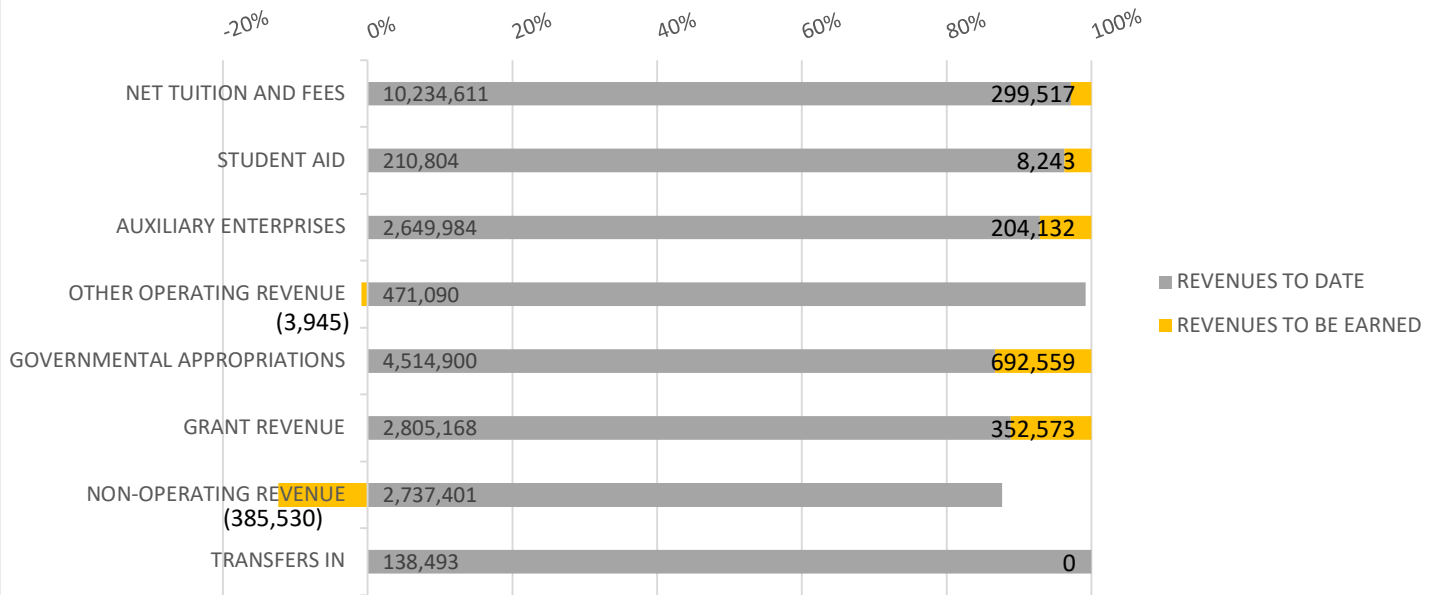 -20% 0% 20% 40% 60% 80% 100%
NET TUITION AND FEES 10,234,611 299,517
STUDENT AID 210,804 8,243
AUXILIARY ENTERPRISES 2,649,984 204,132
OTHER OPERATING REVENUE 471,090
(3,945)
GOVERNMENTAL APPROPRIATIONS 4,514,900 692,559
GRANT REVENUE 2,805,168 352,573
NON-OPERATING REVENUE 2,737,401
(385,530)
TRANSFERS IN 138,493 0
REVENUES TO DATE
REVENUES TO BE EARNED